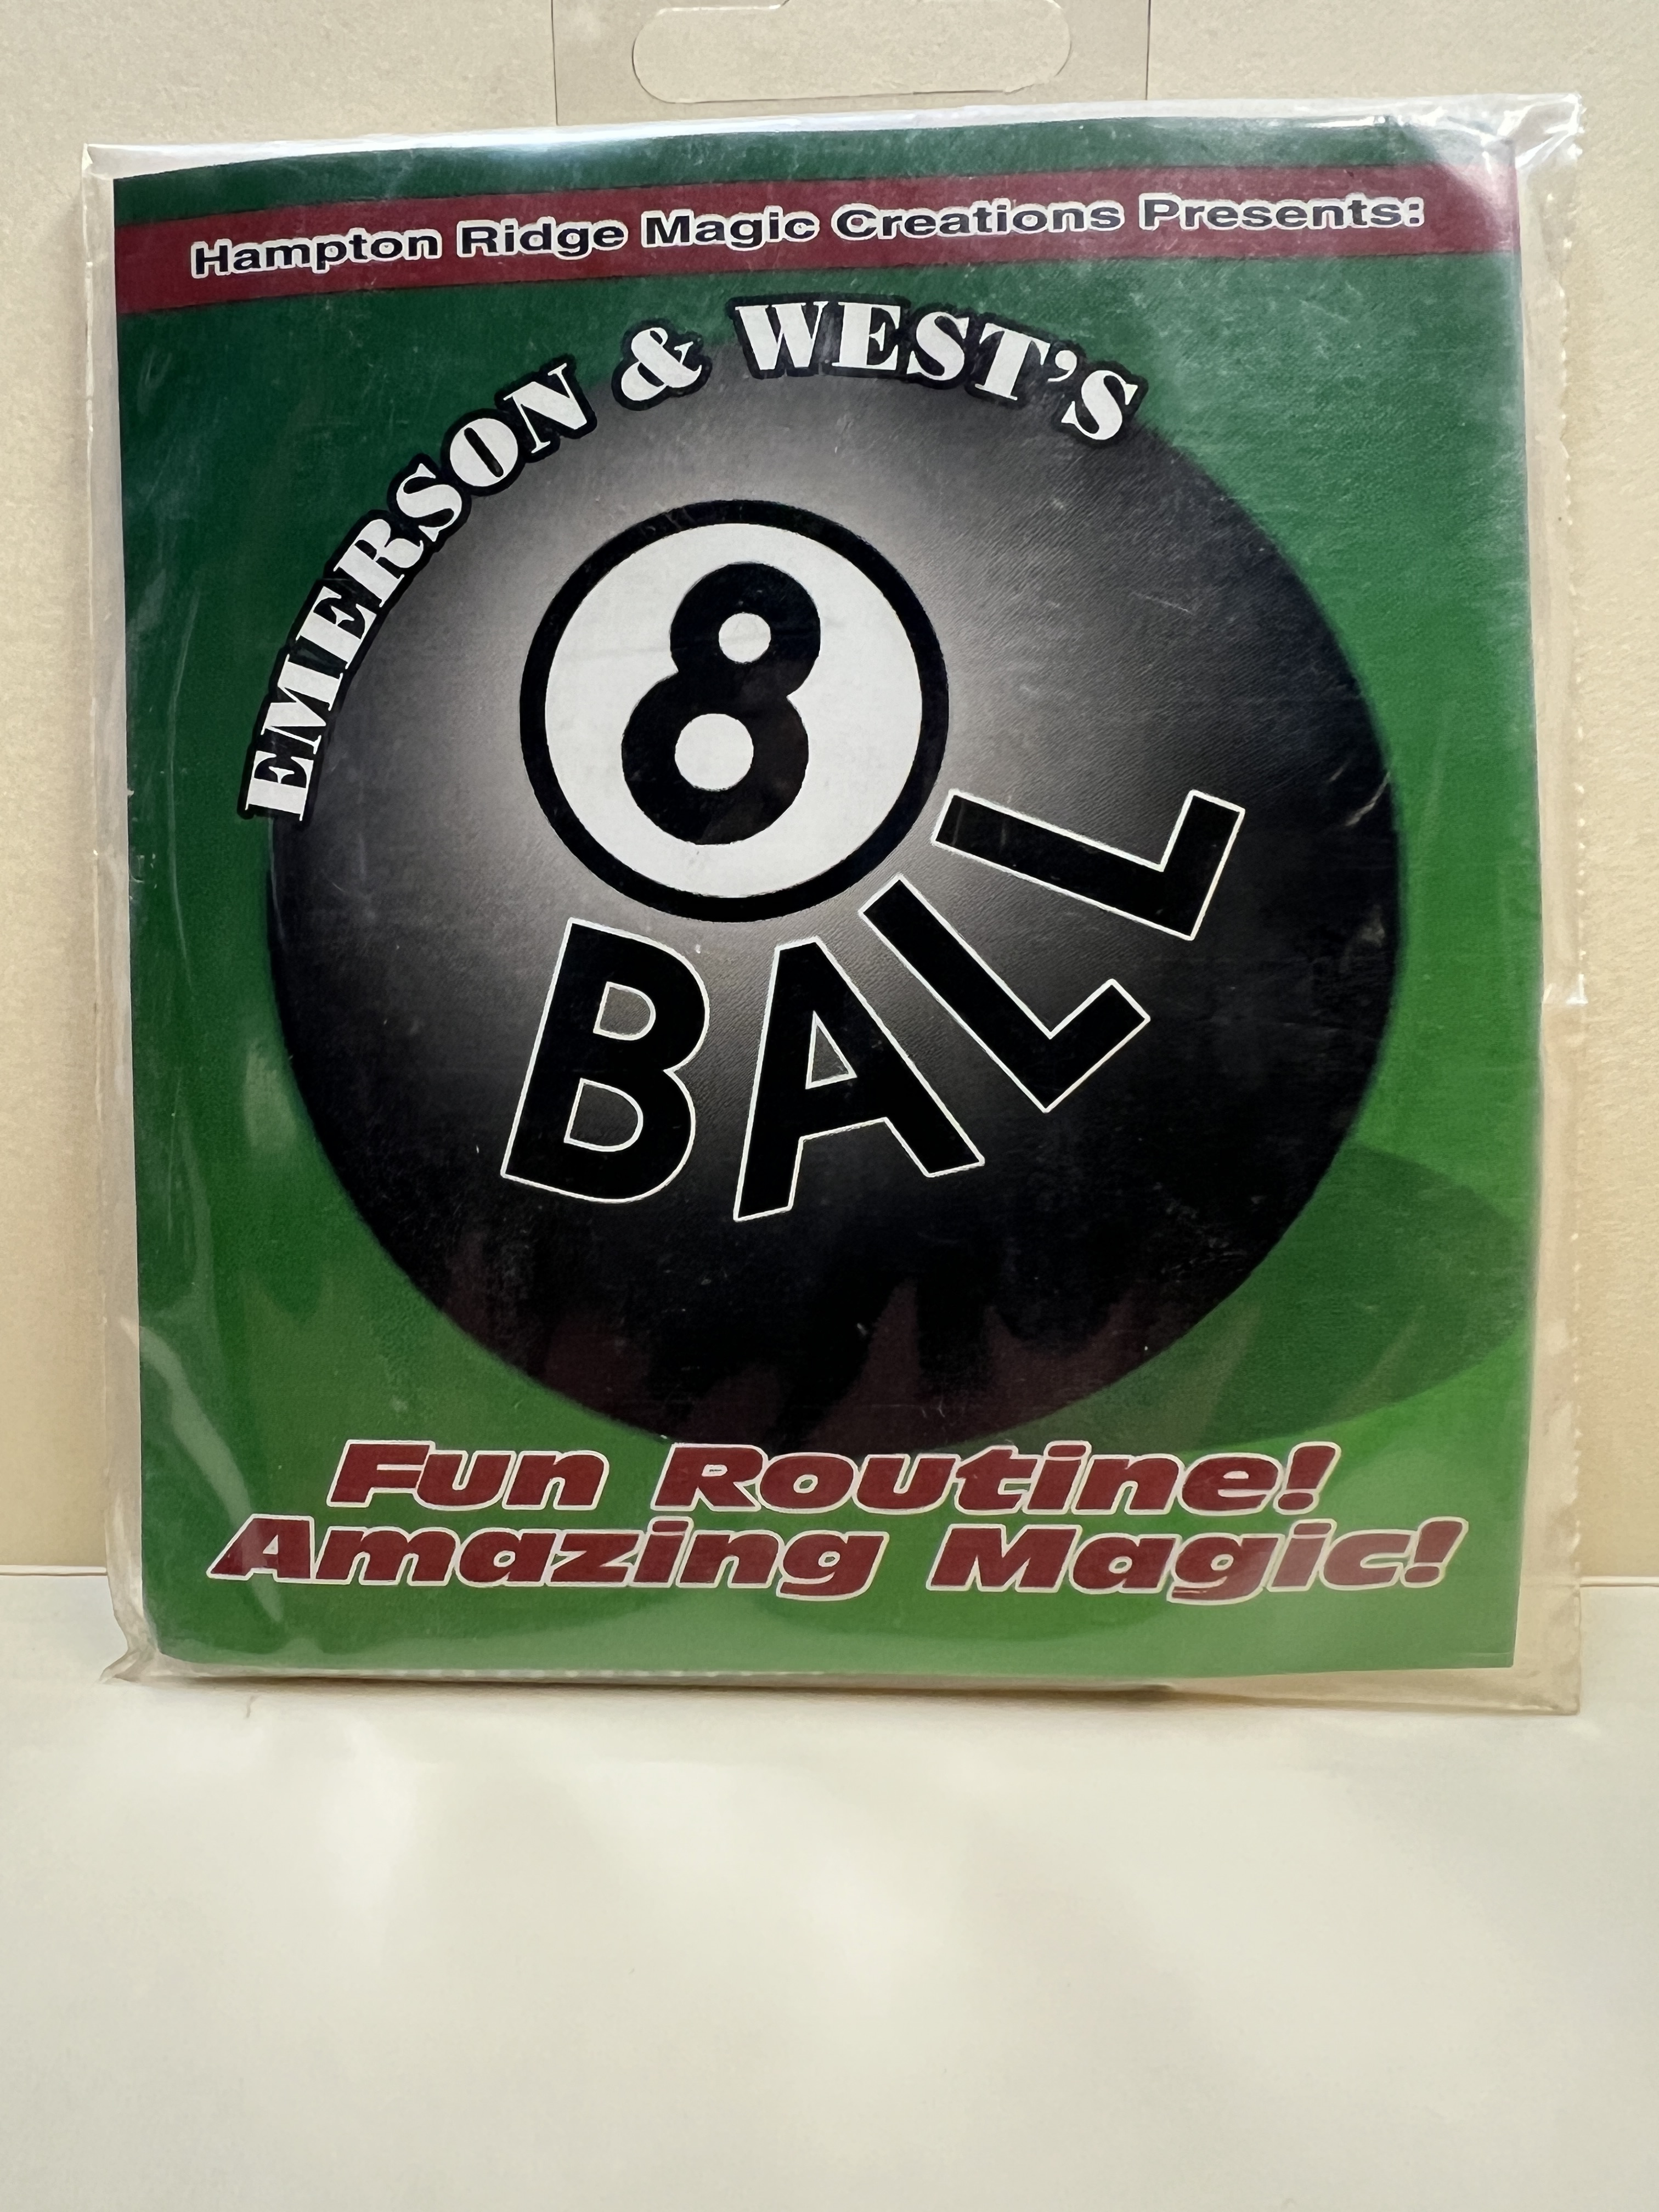 Hampton Ridge Magic Creations Presents:
EMERSON & WEST'S
8
BALL
Fun Routine!
Amazing Magic!